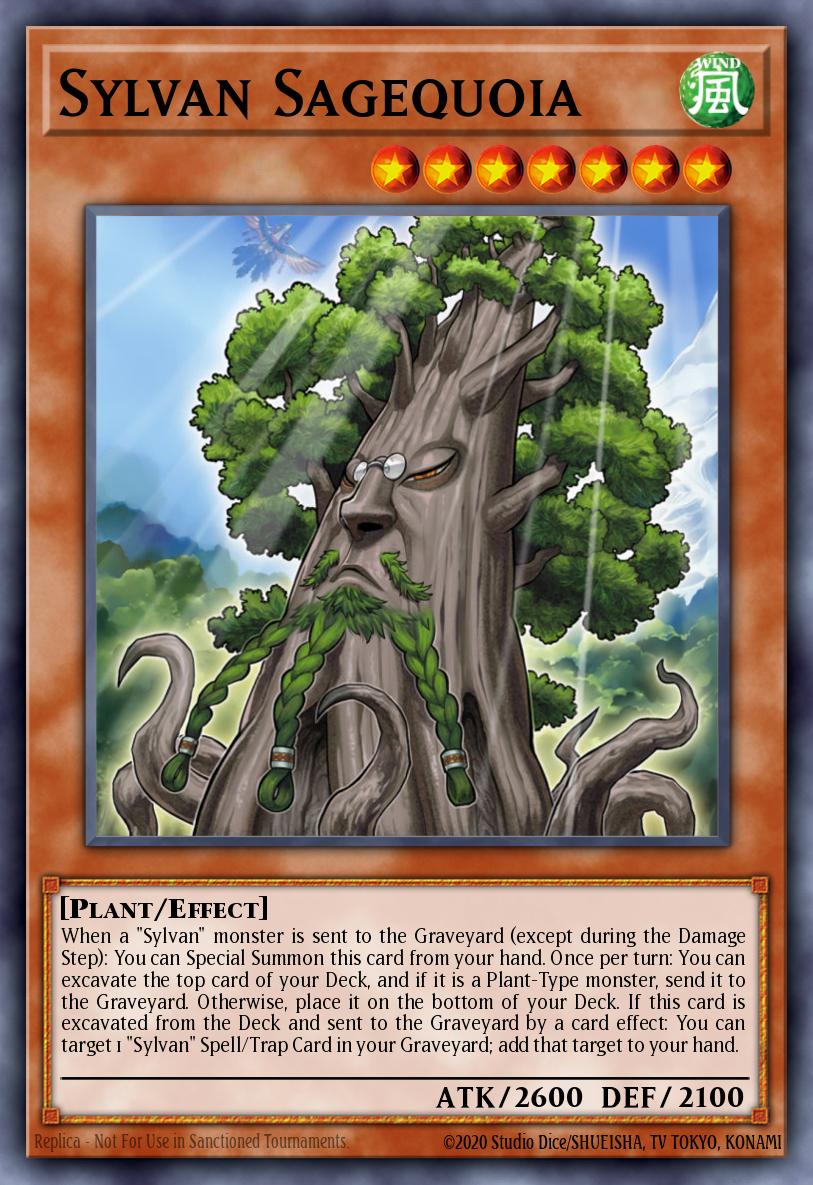 Sylvan Sagequoia
WIND
風
[Plant/Effect]
When a "Sylvan" monster is sent to the Graveyard (except during the Damage
Step): You can Special Summon this card from your hand. Once per turn: You can
excavate the top card of your Deck, and if it is a Plant-Type monster, send it to
the Graveyard. Otherwise, place it on the bottom of your Deck. If this card is
excavated from the Deck and sent to the Graveyard by a card effect: You can
target 1 "Sylvan" Spell/Trap Card in your Graveyard; add that target to your hand.
ATK/2600 DEF/2100
Replica - Not For Use in Sanctioned Tournaments.
©2020 Studio Dice/SHUEISHA, TV TOKYO, KONAMI